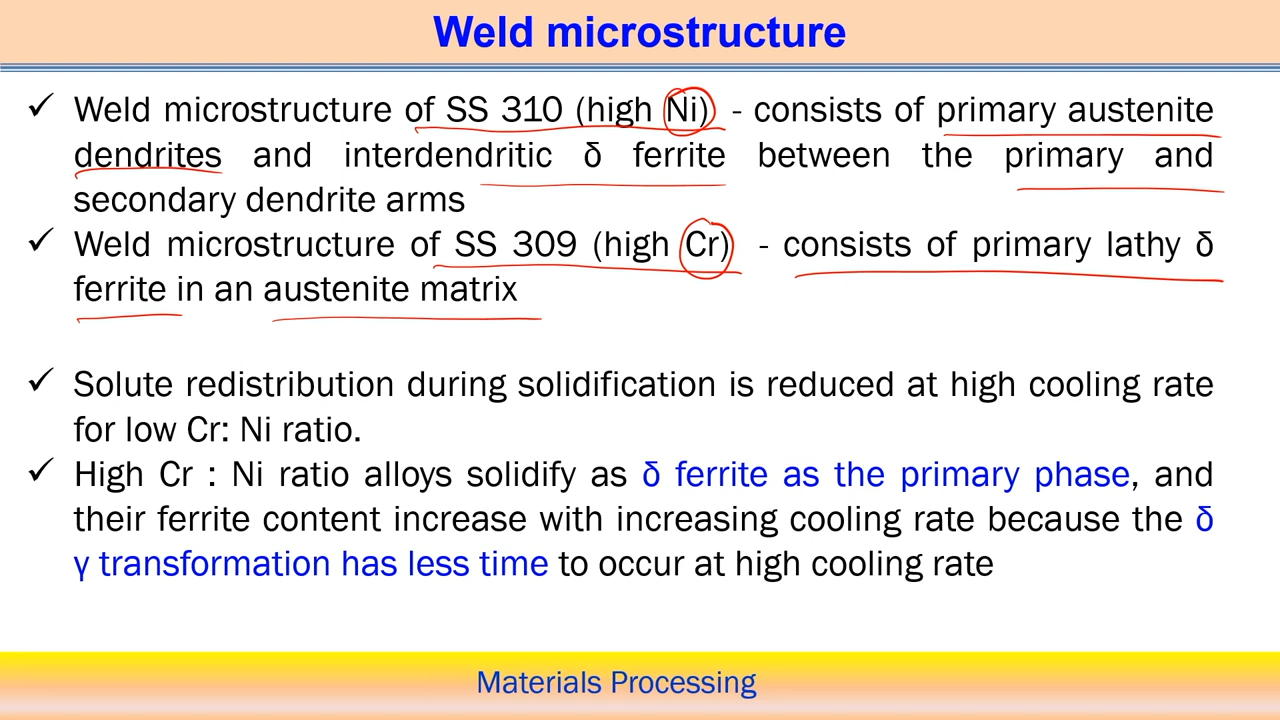 Weld microstructure
✓ Weld microstructure of SS 310 (high Ni) - consists of primary austenite
dendrites and interdendritic δ ferrite between the primary and
secondary dendrite arms
✓ Weld microstructure of SS 309 (high Cr) - consists of primary lathy δ
ferrite in an austenite matrix
✓ Solute redistribution during solidification is reduced at high cooling rate
for low Cr: Ni ratio.
✓ High Cr : Ni ratio alloys solidify as δ ferrite as the primary phase, and
their ferrite content increase with increasing cooling rate because the δ
γ transformation has less time to occur at high cooling rate
Materials Processing